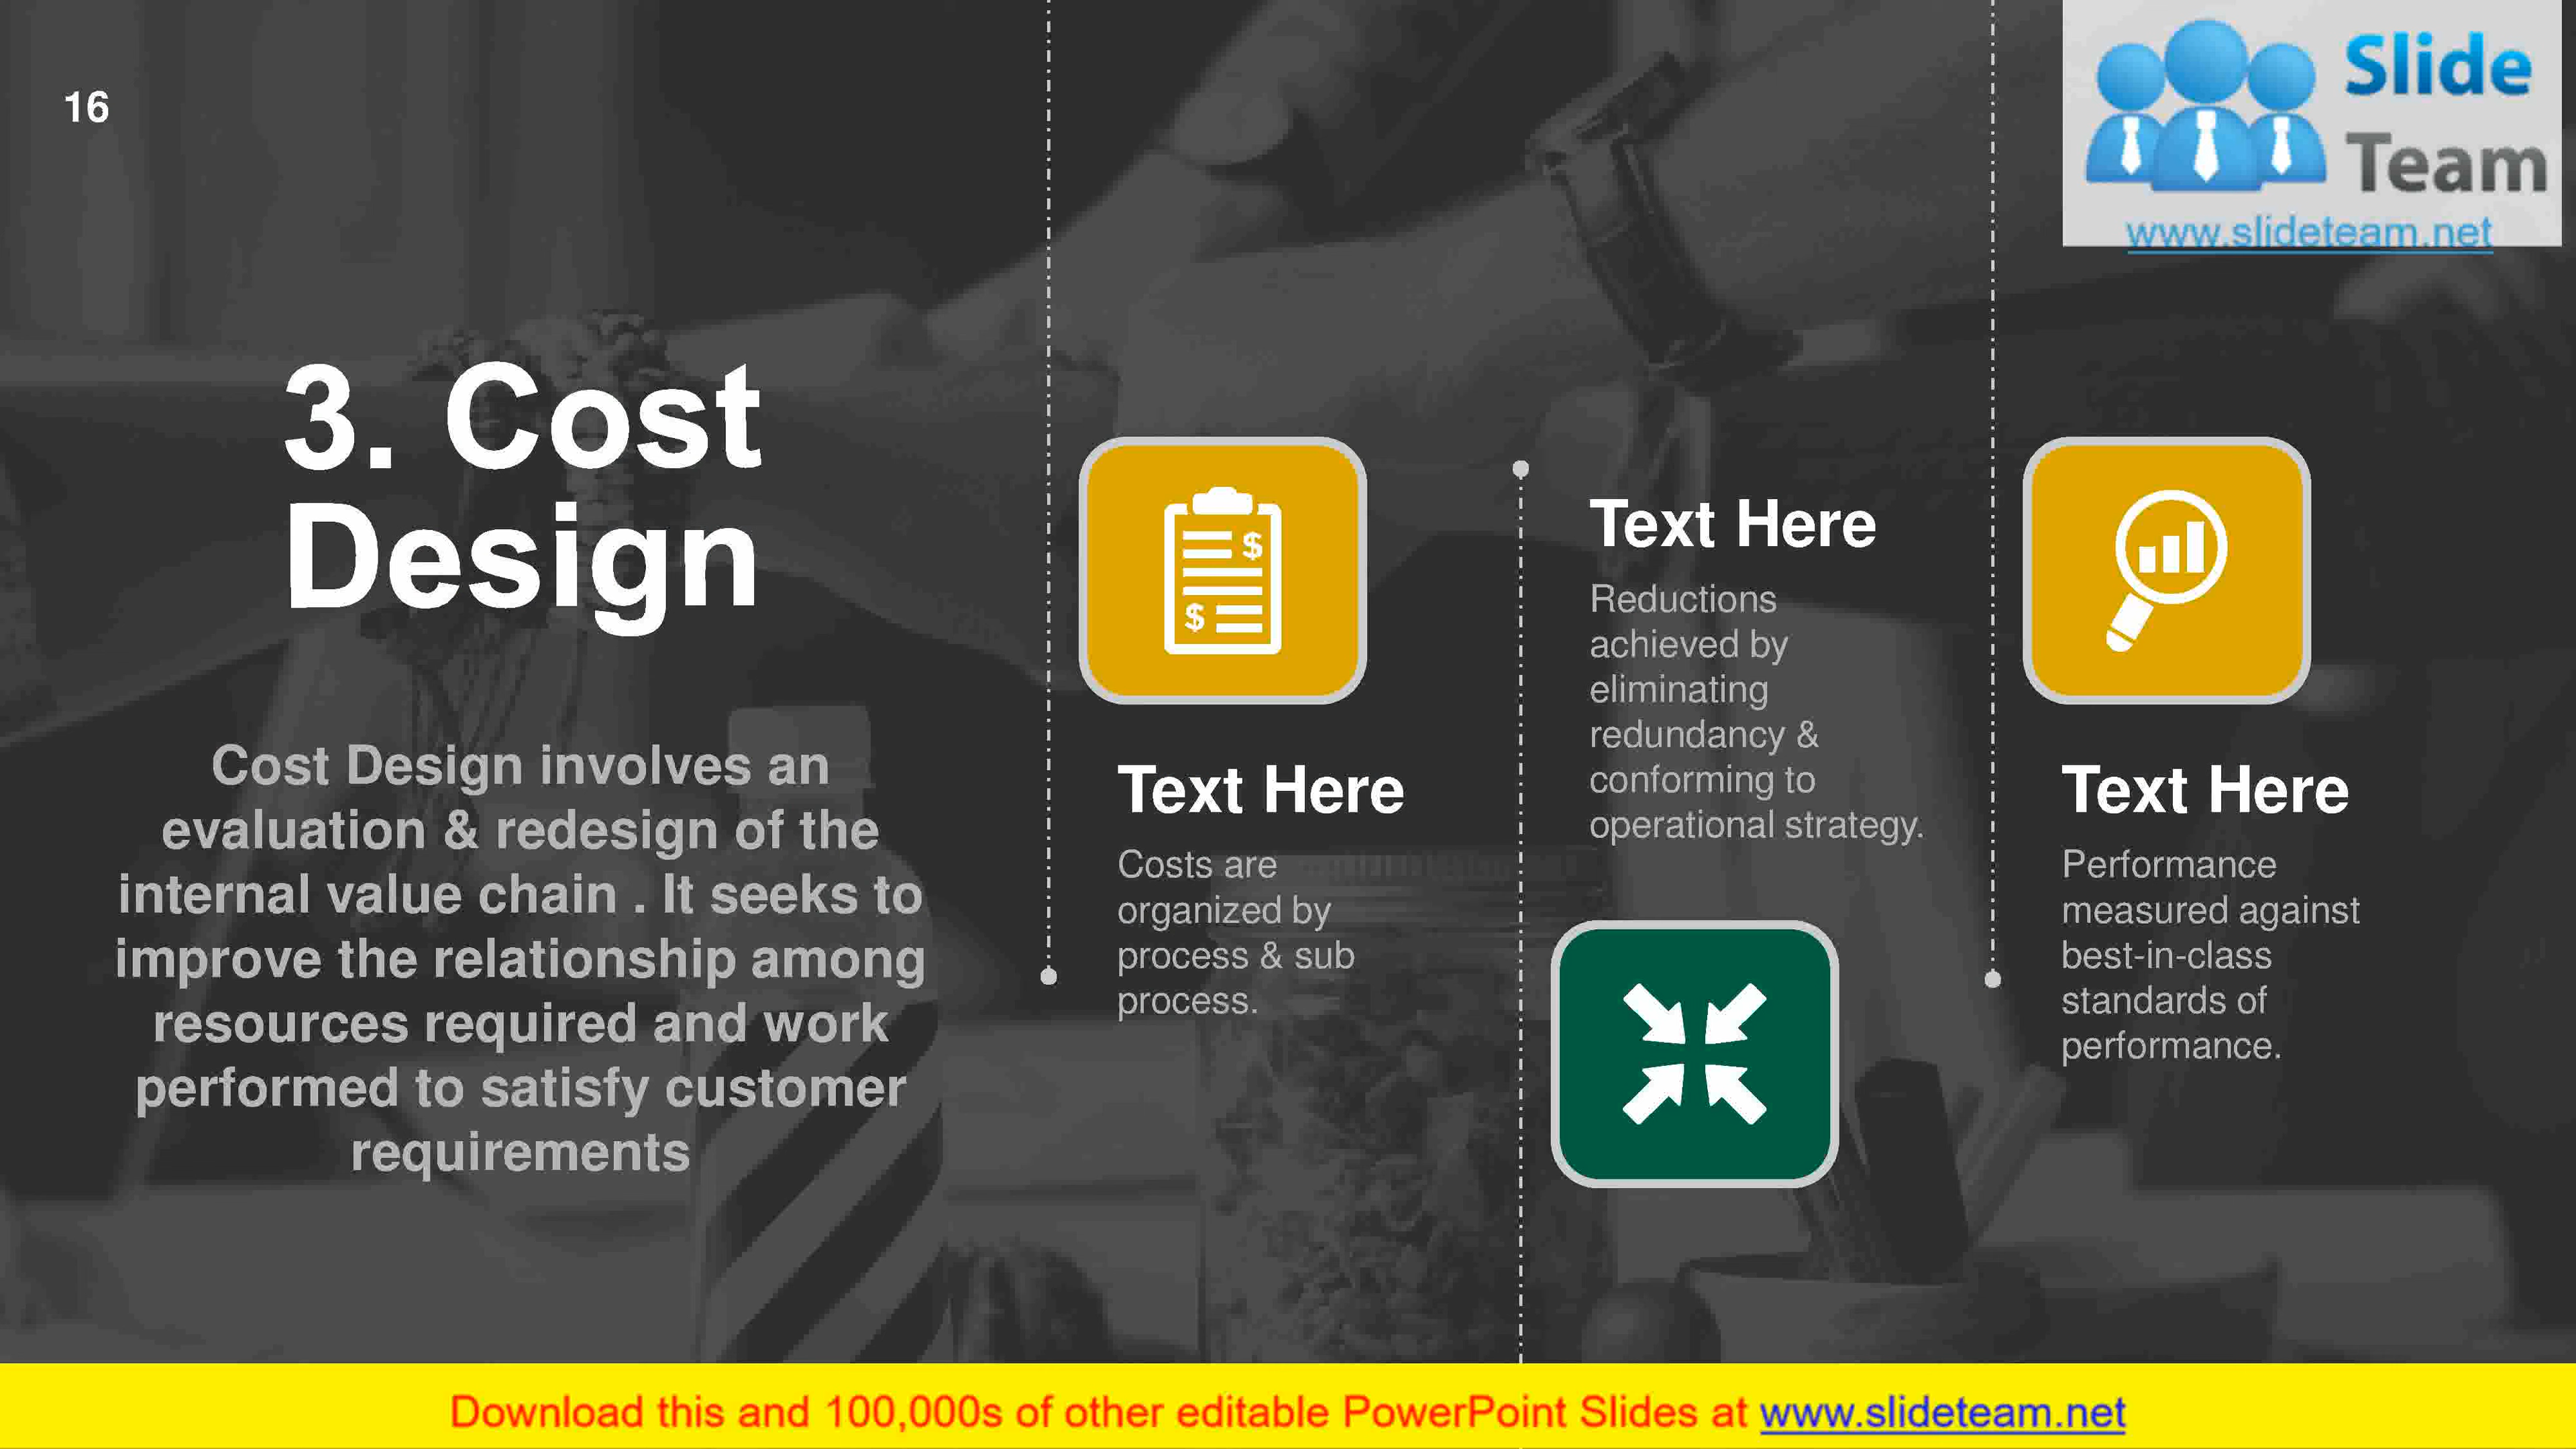 16
Slide
Team
www.slideteam.net
3. Cost
Design
Cost Design involves an
evaluation & redesign of the
internal value chain . It seeks to
improve the relationship among
resources required and work
performed to satisfy customer
requirements
$
$
Text Here
Costs are
organized by
process & sub
process.
Text Here
Reductions
achieved by
eliminating
redundancy &
conforming to
operational strategy.
Text Here
Performance
measured against
best-in-class
standards of
performance.
Download this and 100,000s of other editable PowerPoint Slides at www.slideteam.net